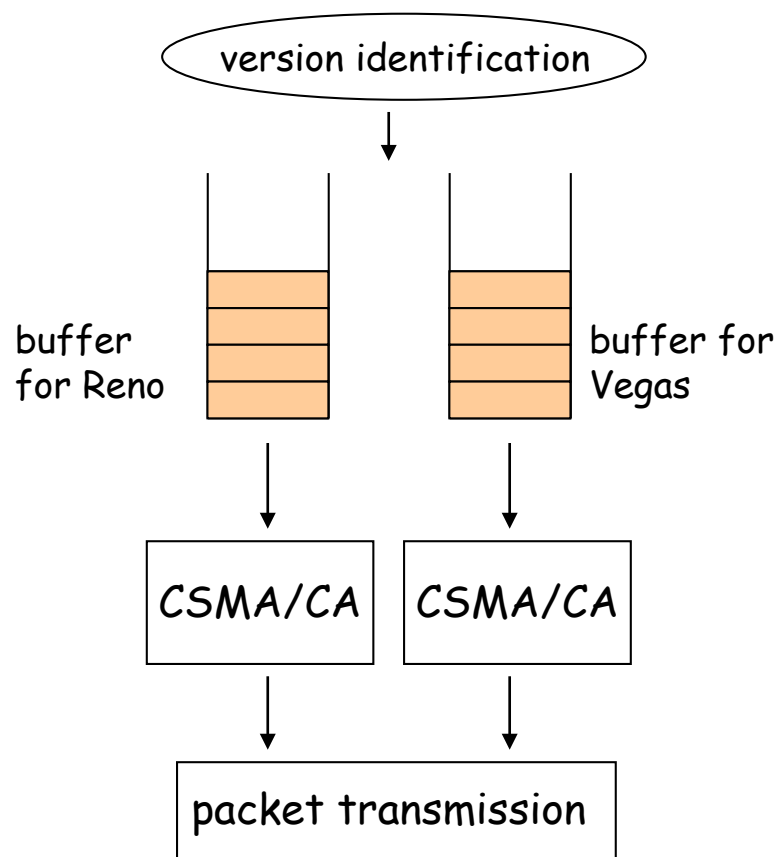 version identification
buffer
for Reno
buffer for
Vegas
CSMA/CA
CSMA/CA
packet transmission